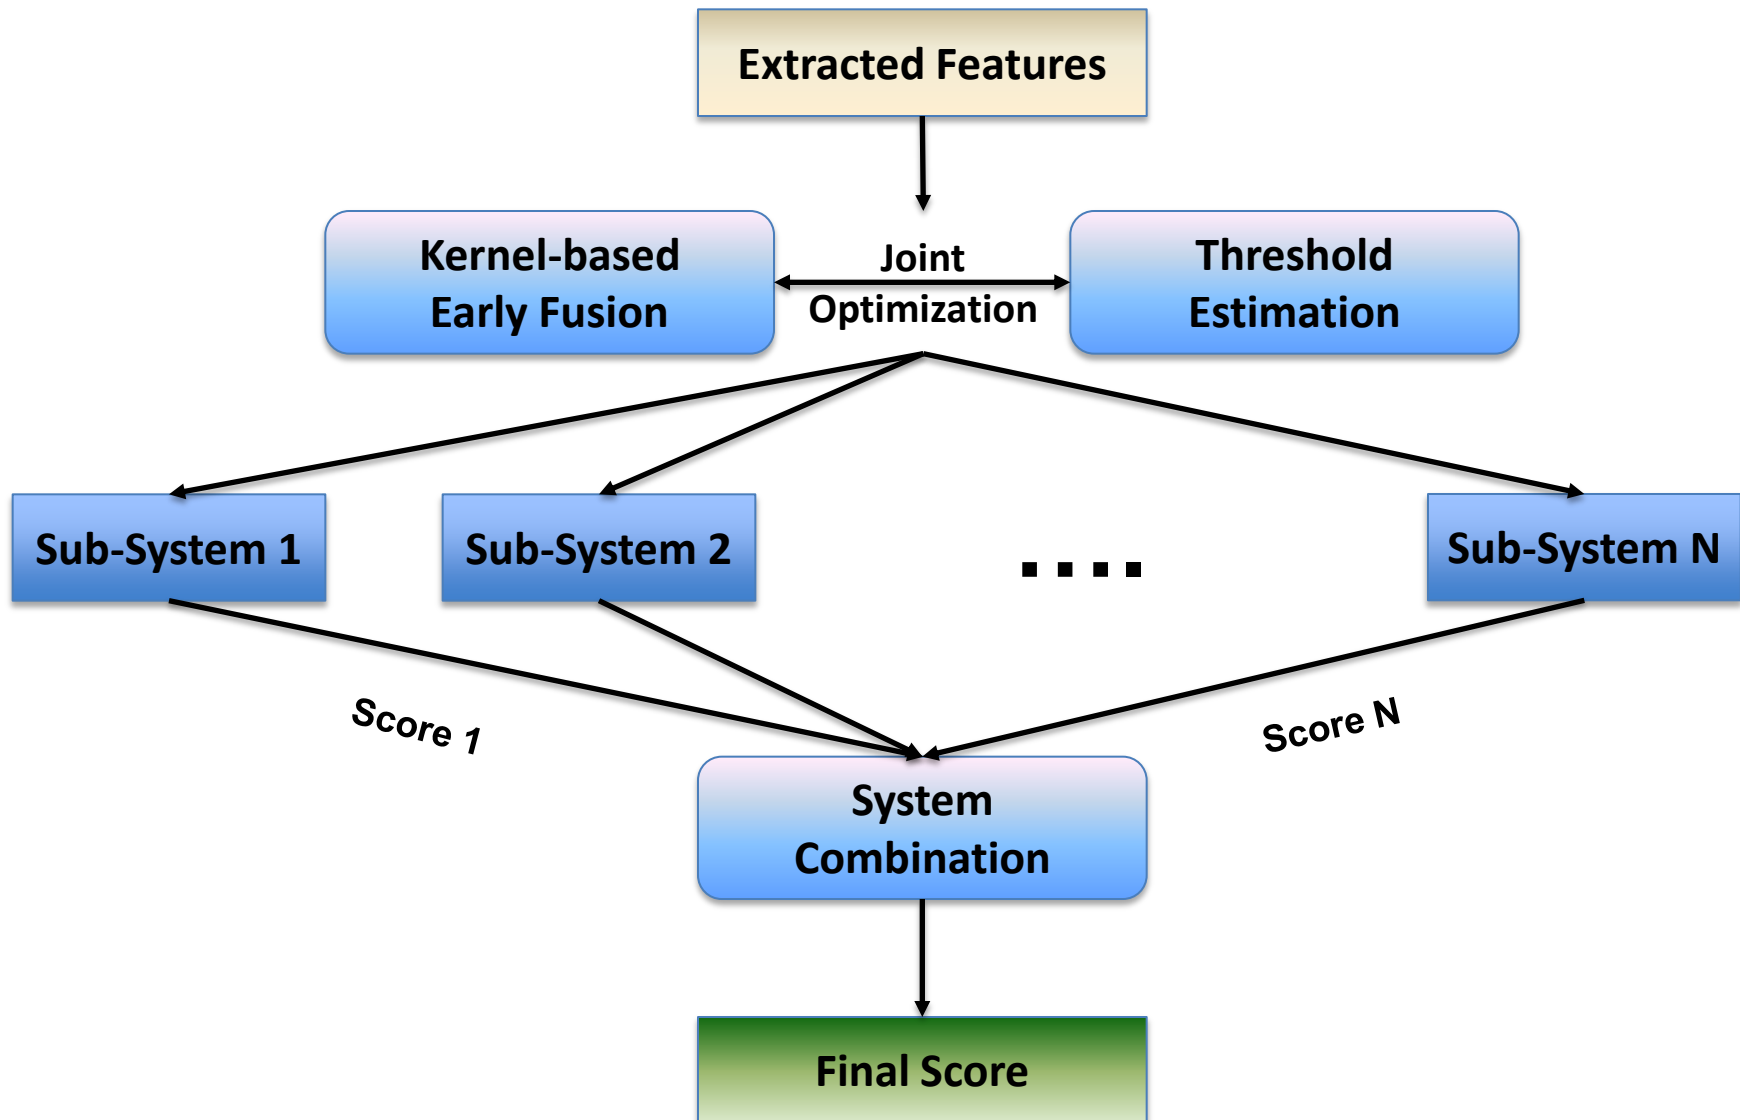 Extracted Features
Kernel-based
Early Fusion
Joint
Optimization
Threshold
Estimation
Sub-System 1
Sub-System 2
....
Sub-System N
Score 1
Score N
System
Combination
Final Score